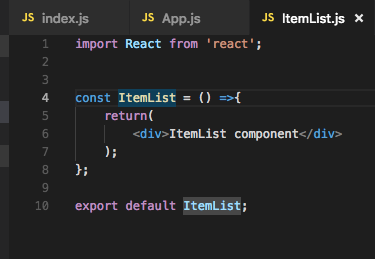 JS index.js JS App.js JS ItemList.js ×
1 import React from 'react';
2
3
4 const ItemList = () =>{
5 return(
6 <div>ItemList component</div>
7 );
8 };
9
10 export default ItemList;